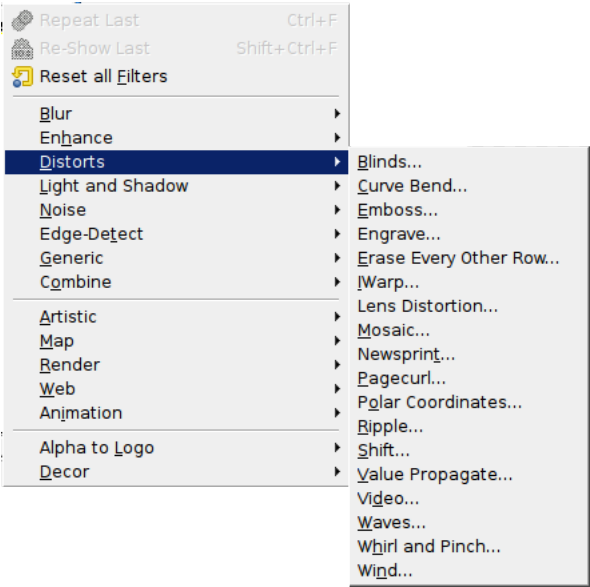 Repeat Last Ctrl+F
Re-Show Last Shift+Ctrl+F
Reset all Filters
Blur
Enhance
Distorts
Light and Shadow
Noise
Edge-Detect
Generic
Combine
Artistic
Map
Render
Web
Animation
Alpha to Logo
Decor
Blinds...
Curve Bend...
Emboss...
Engrave...
Erase Every Other Row...
IWarp...
Lens Distortion...
Mosaic...
Newsprint...
Pagecurl...
Polar Coordinates...
Ripple...
Shift...
Value Propagate...
Video...
Waves...
Whirl and Pinch...
Wind...